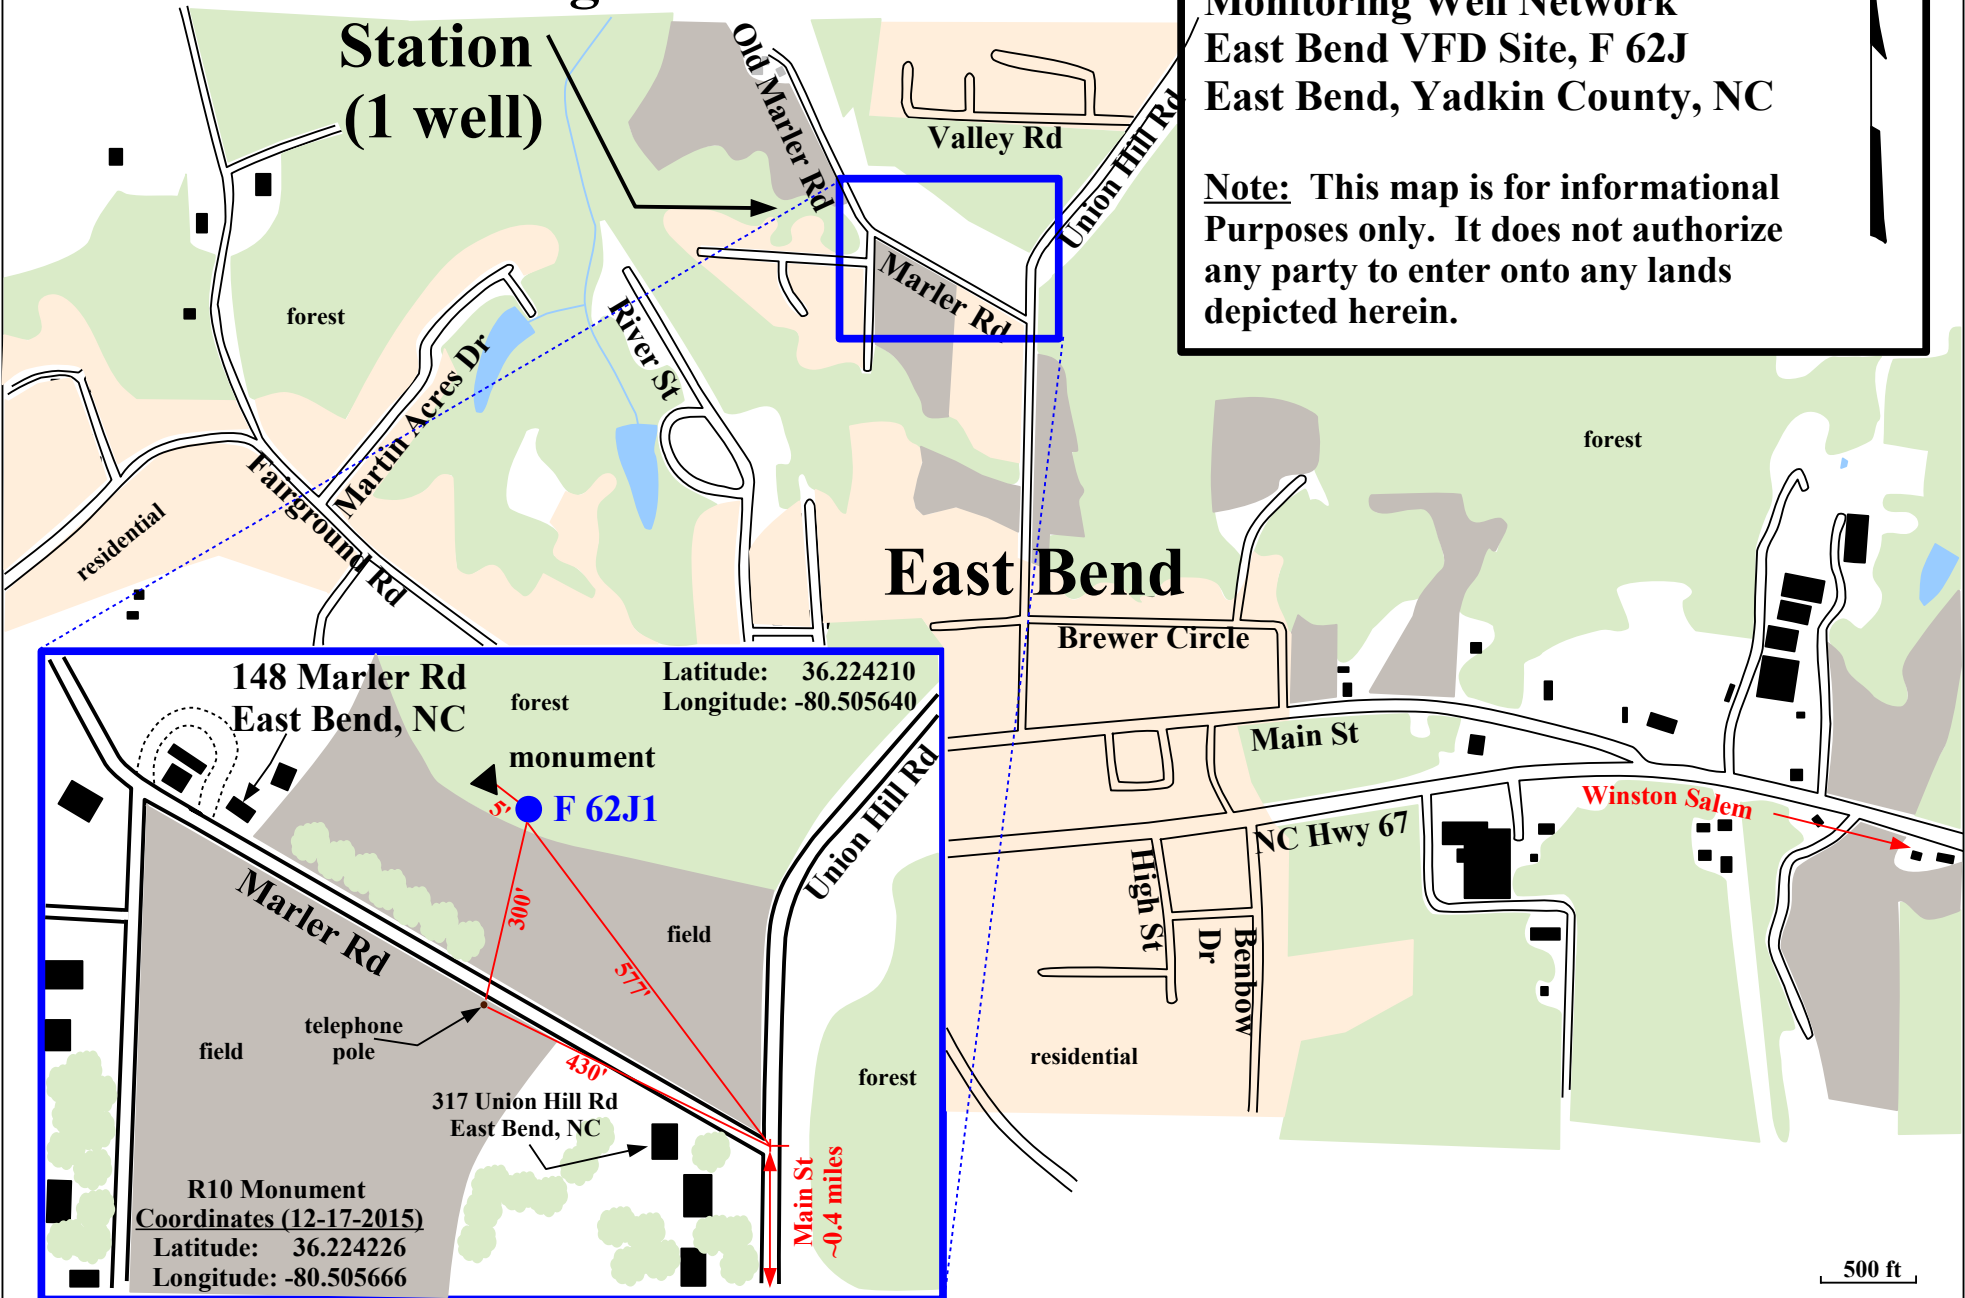 Station
(1 well)
Monitoring Well Network
East Bend VFD Site, F 62J
East Bend, Yadkin County, NC
Note: This map is for informational
Purposes only. It does not authorize
any party to enter onto any lands
depicted herein.
Old Marler Rd
Valley Rd
Union Hill Rd
Marler Rd
River St
forest
Martin Acres Dr
Fairground Rd
residential
forest
East Bend
Brewer Circle
Main St
NC Hwy 67
Winston Salem
High St
Benbow
Dr
residential
148 Marler Rd
East Bend, NC
forest
Latitude: 36.224210
Longitude: -80.505640
monument
5'
F 62J1
Union Hill Rd
Marler Rd
300'
577'
field
telephone
pole
field
430'
317 Union Hill Rd
East Bend, NC
forest
Main St
~0.4 miles
R10 Monument
Coordinates (12-17-2015)
Latitude: 36.224226
Longitude: -80.505666
500 ft